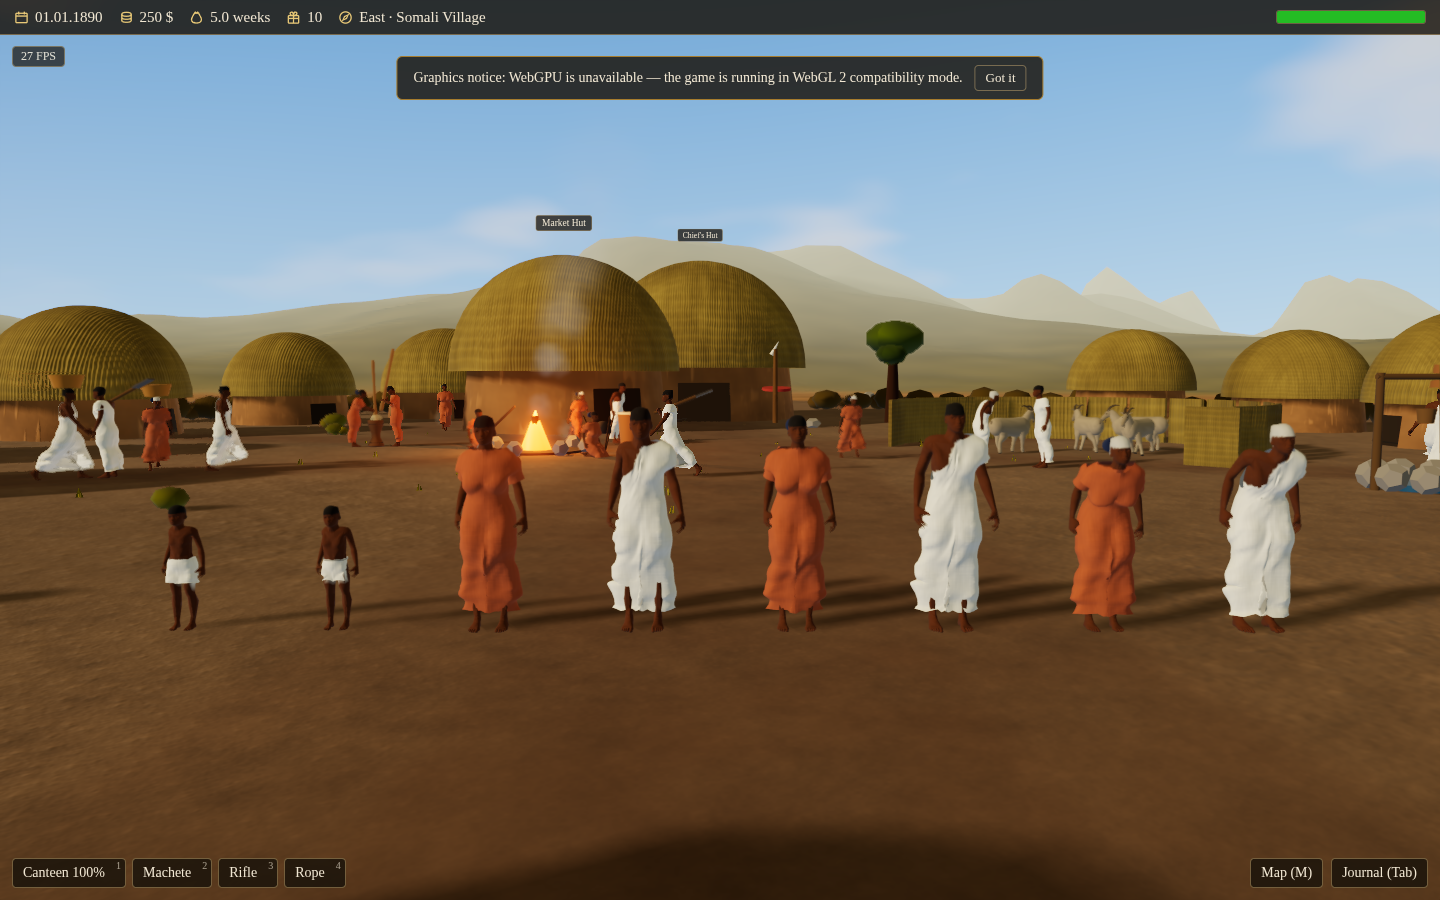 01.01.1890 250 $ 5.0 weeks 10 East · Somali Village
27 FPS
Graphics notice: WebGPU is unavailable — the game is running in WebGL 2 compatibility mode. Got it
Market Hut
Chief's Hut
Canteen 100% 1 Machete 2 Rifle 3 Rope 4
Map (M) Journal (Tab)